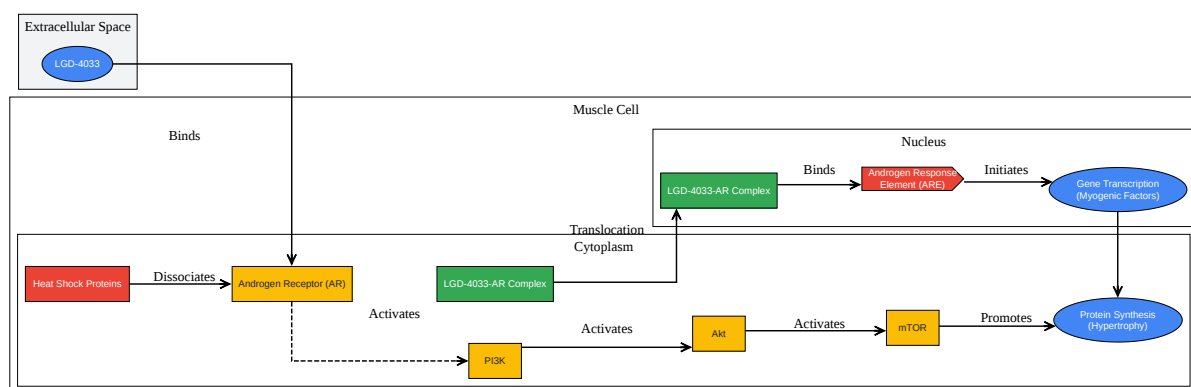 Extracellular Space
LGD-4033
Muscle Cell
Binds
Nucleus
LGD-4033-AR Complex
Binds
Androgen Response
Element (ARE)
Initiates
Gene Transcription
(Myogenic Factors)
Translocation
Cytoplasm
Heat Shock Proteins
Dissociates
Androgen Receptor (AR)
LGD-4033-AR Complex
Activates
PI3K
Activates
Akt
Activates
mTOR
Promotes
Protein Synthesis
(Hypertrophy)